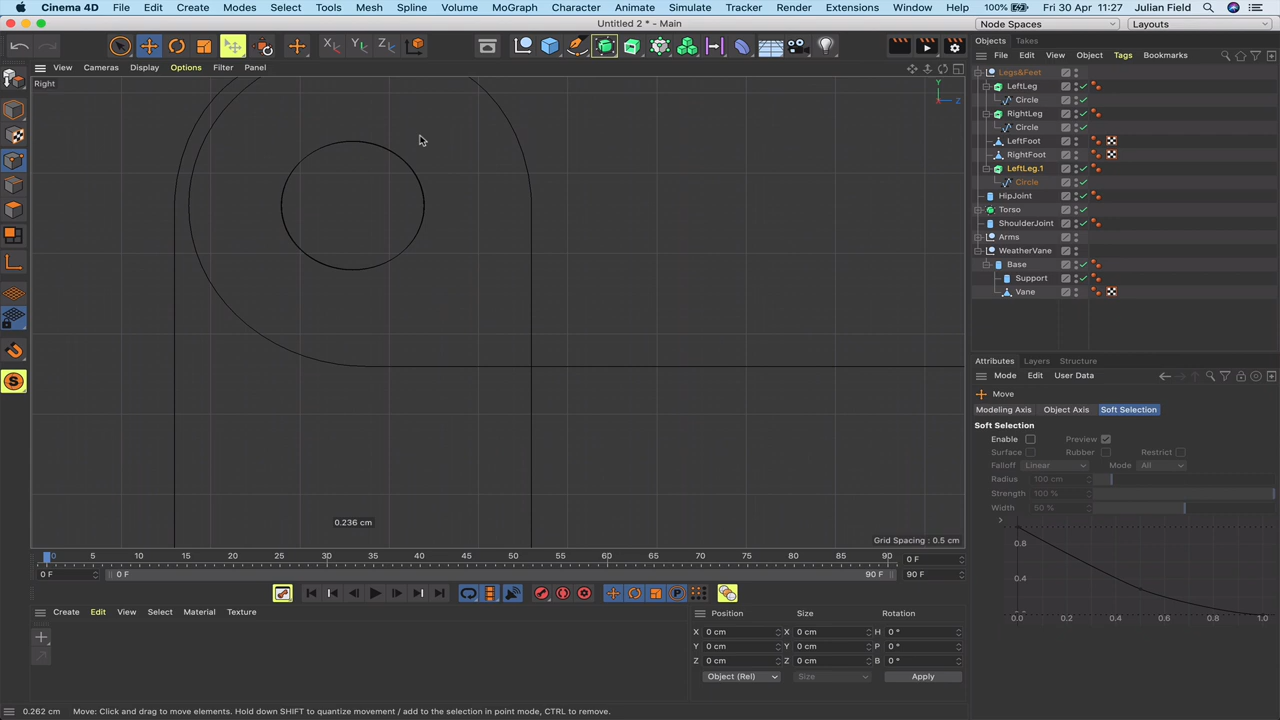 Cinema 4D File Edit Create Modes Select Tools Mesh Spline Volume MoGraph Character Animate Simulate Tracker Render Extensions Window Help 100% Fri 30 Apr 11:27 Julian Field
Untitled 2 * - Main
Node Spaces Layouts
X Y Z
Objects Takes
File Edit View Object Tags Bookmarks
View Cameras Display Options Filter Panel
Right
Y
Z
Legs&Feet
LeftLeg
Circle
RightLeg
Circle
LeftFoot
RightFoot
LeftLeg.1
Circle
HipJoint
Torso
ShoulderJoint
Arms
WeatherVane
Base
Support
Vane
Attributes Layers Structure
Mode Edit User Data
Move
Modeling Axis Object Axis Soft Selection
Soft Selection
Enable Preview
Surface Rubber Restrict
Falloff Linear Mode All
Radius 100 cm
Strength 100 %
Width 50 %
0.8
0.4
0.0 0.2 0.4 0.6 0.8 1.0
0.236 cm
Grid Spacing : 0.5 cm
0 5 10 15 20 25 30 35 40 45 50 55 60 65 70 75 80 85 90 0 F
0 F 0 F 90 F 90 F
Create Edit View Select Material Texture
Position Size Rotation
X 0 cm X 0 cm H 0 °
Y 0 cm Y 0 cm P 0 °
Z 0 cm Z 0 cm B 0 °
Object (Rel) Size Apply
0.262 cm Move: Click and drag to move elements. Hold down SHIFT to quantize movement / add to the selection in point mode, CTRL to remove.